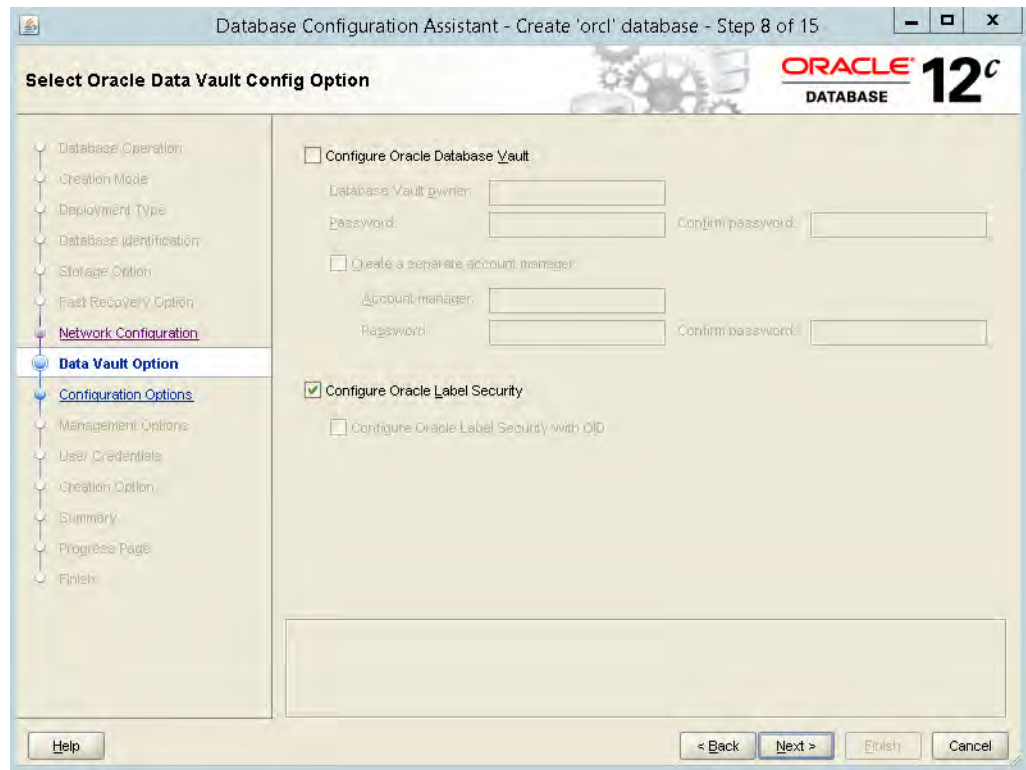 Database Configuration Assistant - Create 'orcl' database - Step 8 of 15
Select Oracle Data Vault Config Option
ORACLE DATABASE 12c
Database Operation
Creation Mode
Deployment Type
Database Identification
Storage Option
Fast Recovery Option
Network Configuration
Data Vault Option
Configuration Options
Management Options
User Credentials
Creation Option
Summary
Progress Page
Finish
Configure Oracle Database Vault
Database Vault owner:
Password: Confirm password:
Create a separate account manager
Account manager:
Password: Confirm password:
Configure Oracle Label Security
Configure Oracle Label Security with OID
Help < Back Next > Finish Cancel